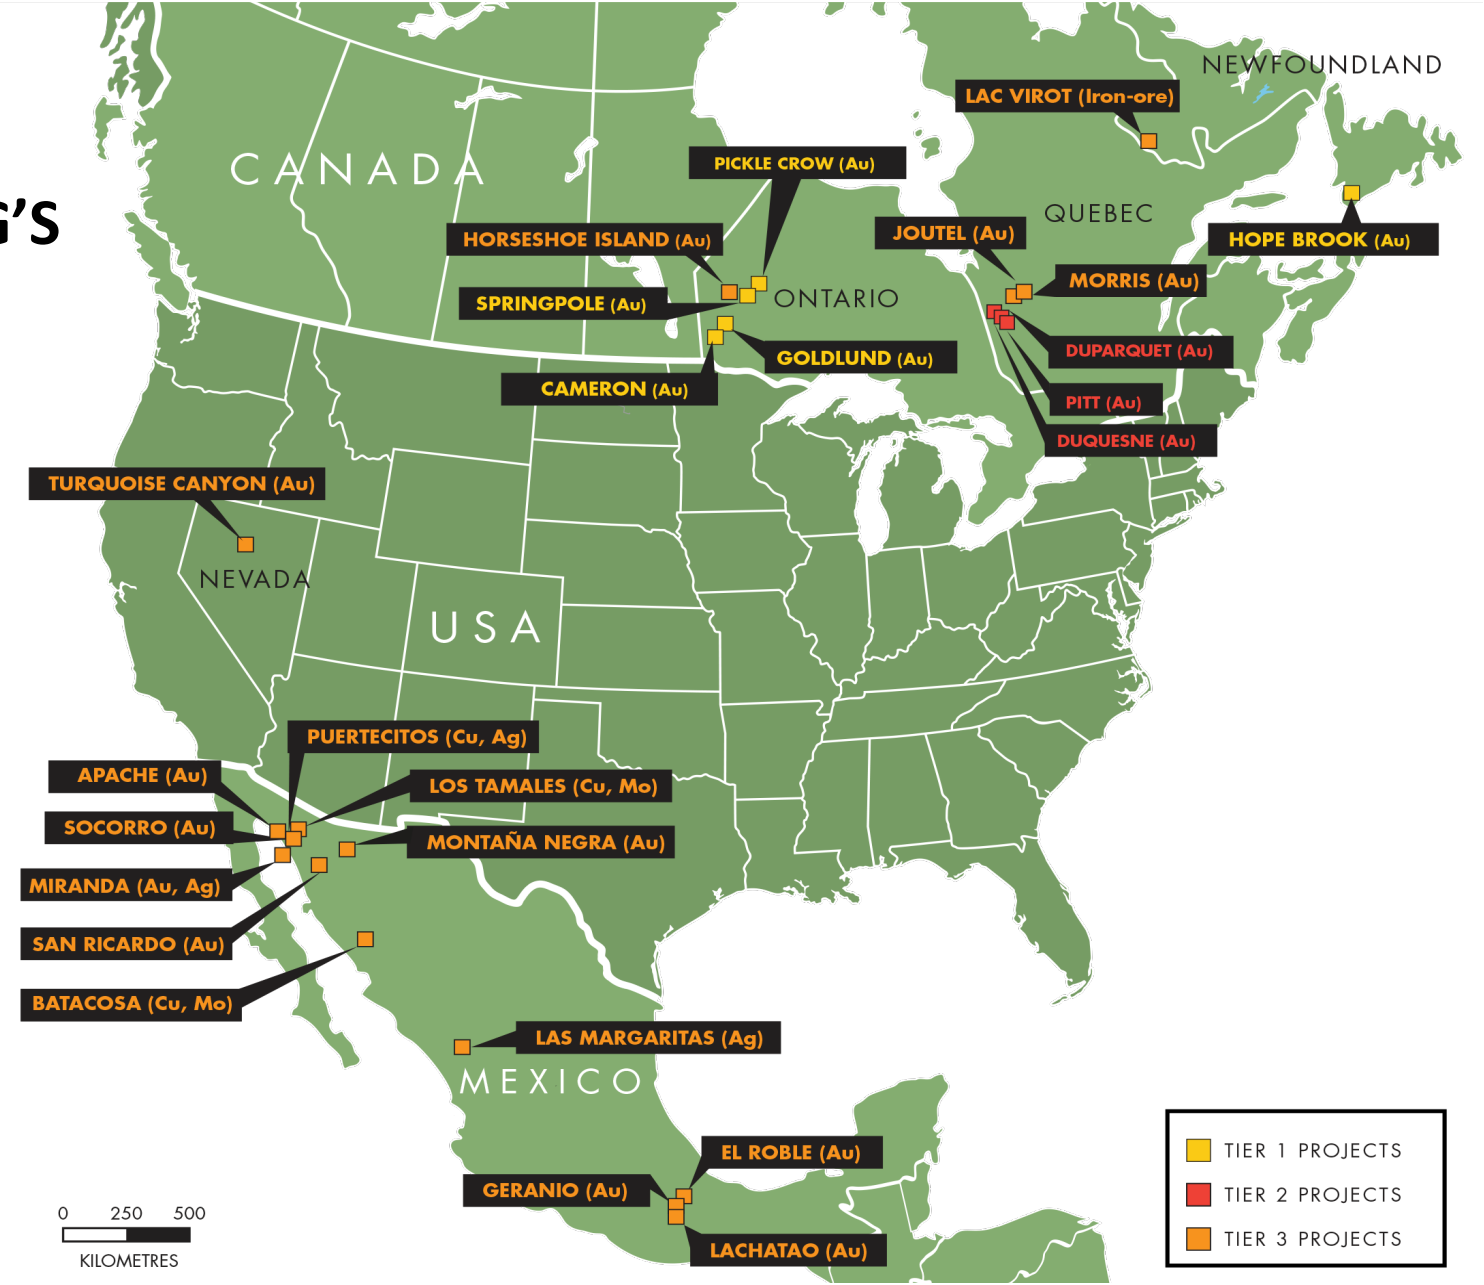 G'S
CANADA
NEWFOUNDLAND
LAC VIROT (Iron-ore)
PICKLE CROW (Au)
QUEBEC
HORSESHOE ISLAND (Au)
JOUTEL (Au)
HOPE BROOK (Au)
MORRIS (Au)
SPRINGPOLE (Au)
ONTARIO
GOLDLUND (Au)
DUPARQUET (Au)
CAMERON (Au)
PITT (Au)
DUQUESNE (Au)
TURQUOISE CANYON (Au)
NEVADA
USA
PUERTECITOS (Cu, Ag)
APACHE (Au)
LOS TAMALES (Cu, Mo)
SOCORRO (Au)
MONTAÑA NEGRA (Au)
MIRANDA (Au, Ag)
SAN RICARDO (Au)
BATACOSA (Cu, Mo)
LAS MARGARITAS (Ag)
MEXICO
EL ROBLE (Au)
GERANIO (Au)
LACHATAO (Au)
0 250 500
KILOMETRES
TIER 1 PROJECTS
TIER 2 PROJECTS
TIER 3 PROJECTS